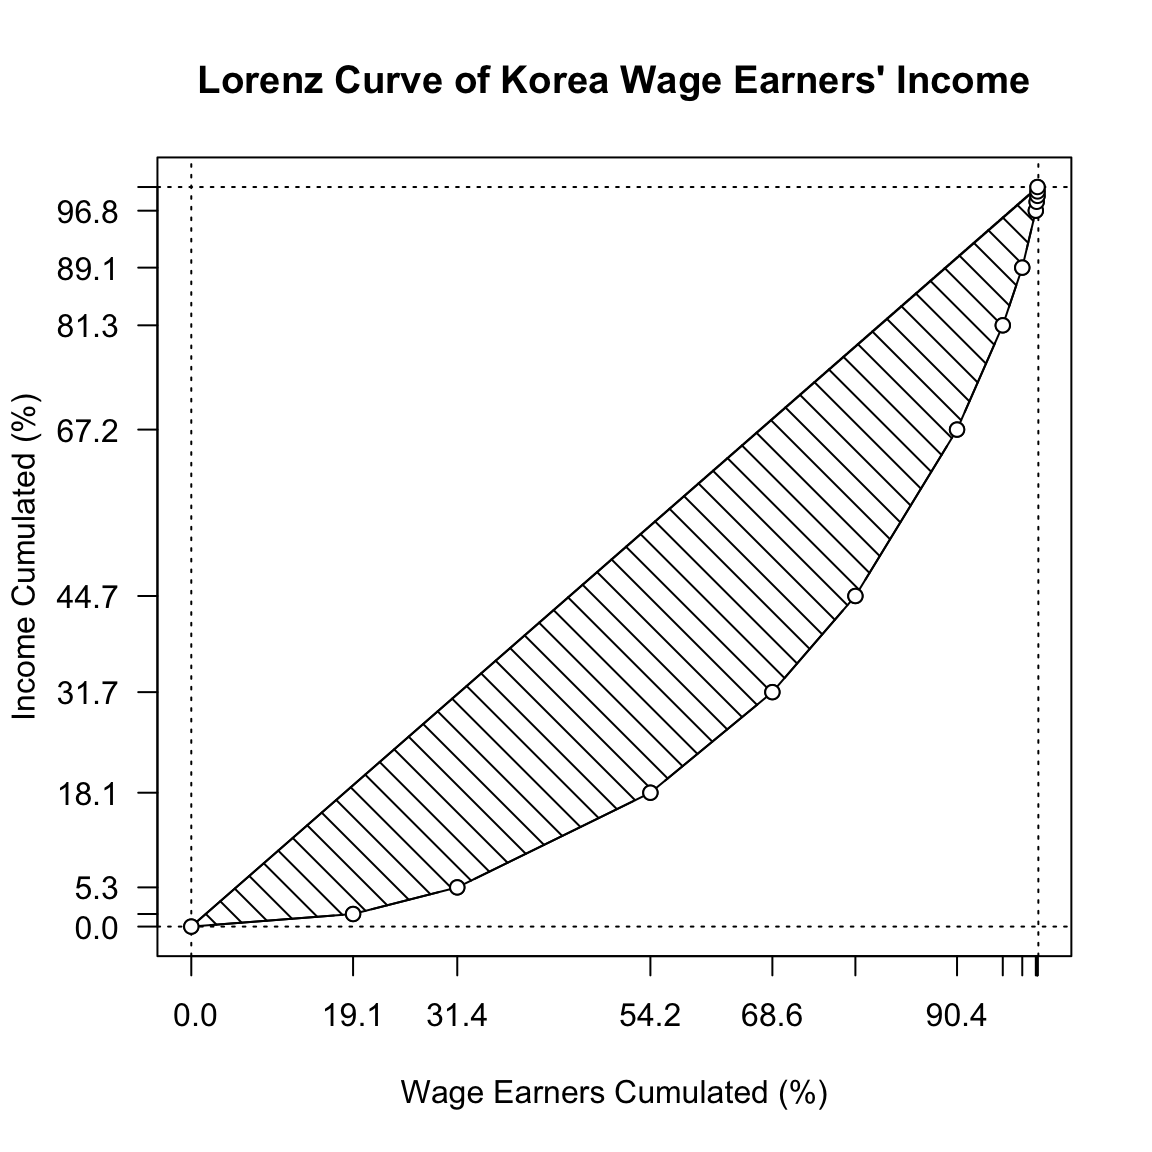 Lorenz Curve of Korea Wage Earners' Income
96.8
89.1
81.3
67.2
44.7
31.7
18.1
5.3
0.0
Income Cumulated (%)
0.0 19.1 31.4 54.2 68.6 90.4
Wage Earners Cumulated (%)